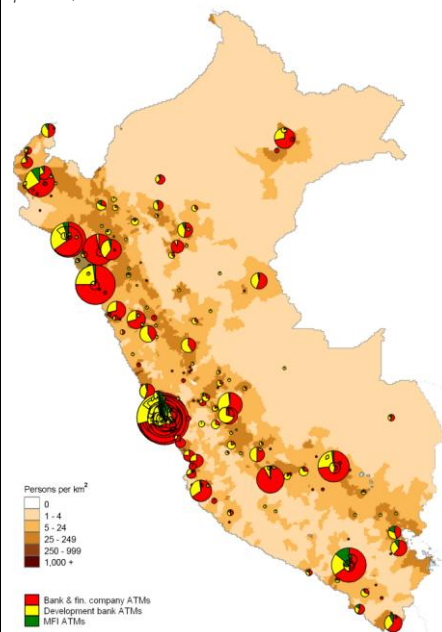 Persons per km²
0
1 - 4
5 - 24
25 - 249
250 - 999
1,000 +
Bank & fin. company ATMs
Development bank ATMs
MFI ATMs